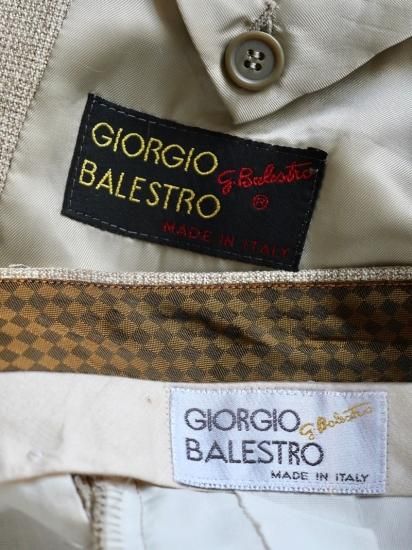 GIORGIO
BALESTRO
G. Balestro
®
MADE IN ITALY
GIORGIO
BALESTRO
G. Balestro
MADE IN ITALY